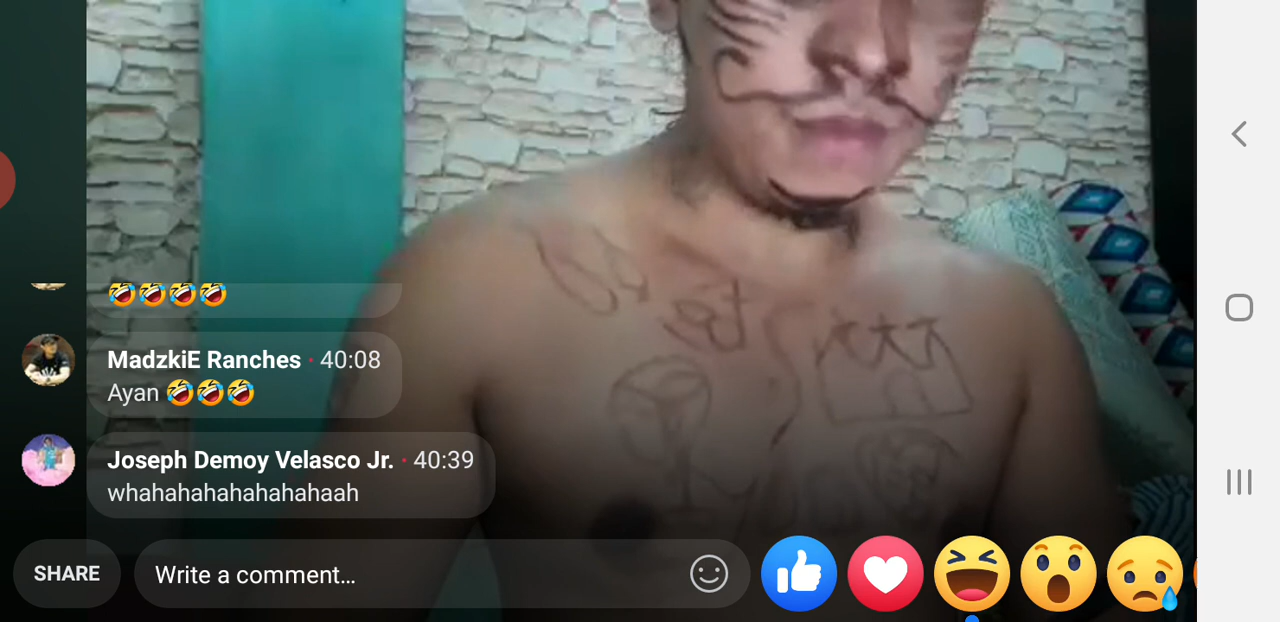 🤣🤣🤣🤣
MadzkiE Ranches · 40:08
Ayan 🤣🤣🤣
Joseph Demoy Velasco Jr. · 40:39
whahahahahahahahaah
SHARE
Write a comment...